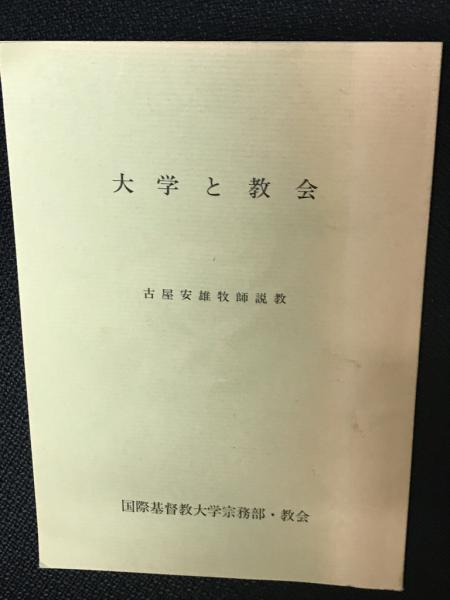 大学と教会
古屋安雄牧師説教
国際基督教大学宗務部・教会